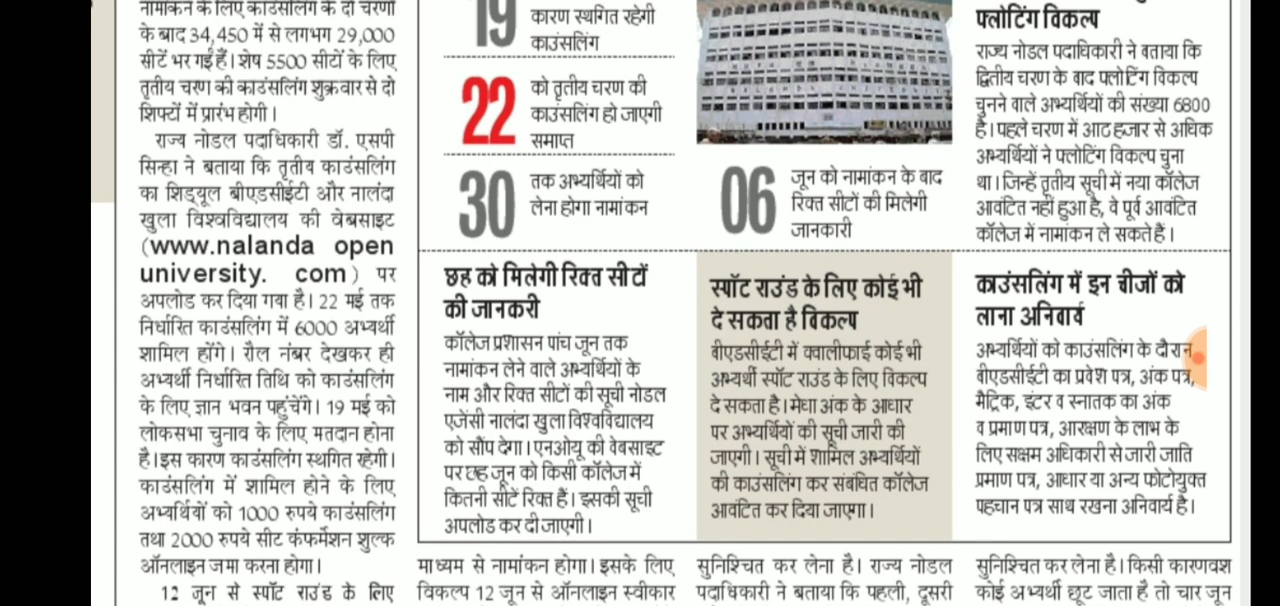 नामांकन के लिए काउंसलिंग के दो चरणों
के बाद 34,450 में से लगभग 29,000
सीटें भर गई हैं। शेष 5500 सीटों के लिए
तृतीय चरण की काउंसलिंग शुक्रवार से दो
शिफ्टों में प्रारंभ होगी।
राज्य नोडल पदाधिकारी डॉ. एसपी
सिन्हा ने बताया कि तृतीय काउंसलिंग
का शिड्यूल बीएडसीईटी और नालंदा
खुला विश्वविद्यालय की वेबसाइट
(www.nalanda open
university. com) पर
अपलोड कर दिया गया है। 22 मई तक
निर्धारित काउंसलिंग में 6000 अभ्यर्थी
शामिल होंगे। रौल नंबर देखकर ही
अभ्यर्थी निर्धारित तिथि को काउंसलिंग
के लिए ज्ञान भवन पहुंचेंगे। 19 मई को
लोकसभा चुनाव के लिए मतदान होना
है। इस कारण काउंसलिंग स्थगित रहेगी।
काउंसलिंग में शामिल होने के लिए
अभ्यर्थियों को 1000 रुपये काउंसलिंग
तथा 2000 रुपये सीट कंफर्मेशन शुल्क
ऑनलाइन जमा करना होगा।
12 जून से स्पॉट राउंड के लिए
19 कारण स्थगित रहेगी
काउंसलिंग
22 को तृतीय चरण की
काउंसलिंग हो जाएगी
समाप्त
30 तक अभ्यर्थियों को
लेना होगा नामांकन
06 जून को नामांकन के बाद
रिक्त सीटों की मिलेगी
जानकारी
फ्लोटिंग विकल्प
राज्य नोडल पदाधिकारी ने बताया कि
द्वितीय चरण के बाद फ्लोटिंग विकल्प
चुनने वाले अभ्यर्थियों की संख्या 6800
है। पहले चरण में आठ हजार से अधिक
अभ्यर्थियों ने फ्लोटिंग विकल्प चुना
था। जिन्हें तृतीय सूची में नया कॉलेज
आवंटित नहीं हुआ है, वे पूर्व आवंटित
कॉलेज में नामांकन ले सकते हैं।
छह को मिलेगी रिक्त सीटों
की जानकरी
कॉलेज प्रशासन पांच जून तक
नामांकन लेने वाले अभ्यर्थियों के
नाम और रिक्त सीटों की सूची नोडल
एजेंसी नालंदा खुला विश्वविद्यालय
को सौंप देगा। एनओयू की वेबसाइट
पर छह जून को किसी कॉलेज में
कितनी सीटें रिक्त हैं। इसकी सूची
अपलोड कर दी जाएगी।
स्पॉट राउंड के लिए कोई भी
दे सकता है विकल्प
बीएडसीईटी में क्वालीफाई कोई भी
अभ्यर्थी स्पॉट राउंड के लिए विकल्प
दे सकता है। मेधा अंक के आधार
पर अभ्यर्थियों की सूची जारी की
जाएगी। सूची में शामिल अभ्यर्थियों
की काउंसलिंग कर संबंधित कॉलेज
आवंटित कर दिया जाएगा।
काउंसलिंग में इन चीजों को
लाना अनिवार्य
अभ्यर्थियों को काउंसलिंग के दौरान
बीएडसीईटी का प्रवेश पत्र, अंक पत्र,
मैट्रिक, इंटर व स्नातक का अंक
व प्रमाण पत्र, आरक्षण के लाभ के
लिए सक्षम अधिकारी से जारी जाति
प्रमाण पत्र, आधार या अन्य फोटोयुक्त
पहचान पत्र साथ रखना अनिवार्य है।
माध्यम से नामांकन होगा। इसके लिए
विकल्प 12 जून से ऑनलाइन स्वीकार
सुनिश्चित कर लेना है। राज्य नोडल
पदाधिकारी ने बताया कि पहली, दूसरी
सुनिश्चित कर लेना है। किसी कारणवश
कोई अभ्यर्थी छूट जाता है तो चार जून